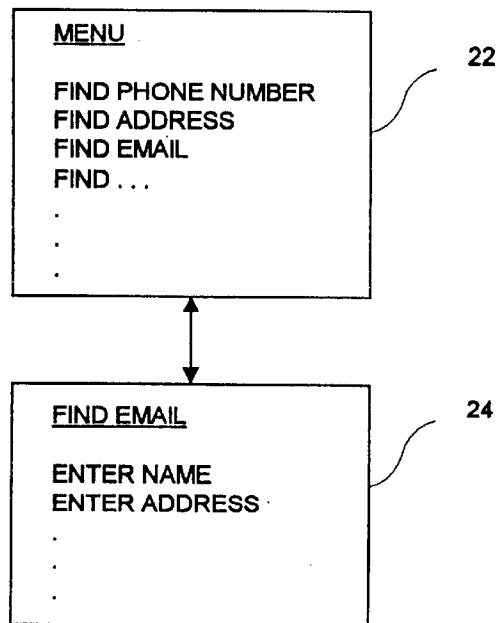 MENU
22
FIND PHONE NUMBER
FIND ADDRESS
FIND EMAIL
FIND . . .
.
.
.
FIND EMAIL
24
ENTER NAME
ENTER ADDRESS
.
.
.